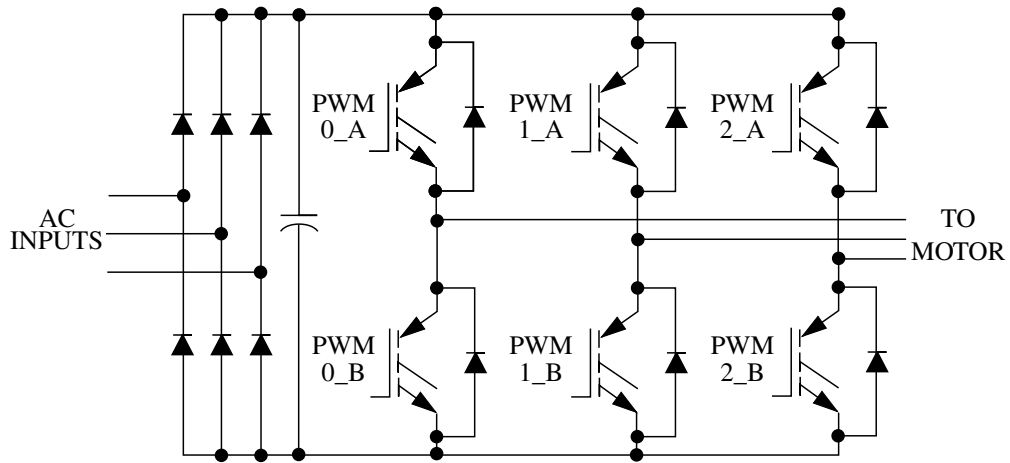 PWM
0_A
PWM
1_A
PWM
2_A
AC
INPUTS
TO
MOTOR
PWM
0_B
PWM
1_B
PWM
2_B